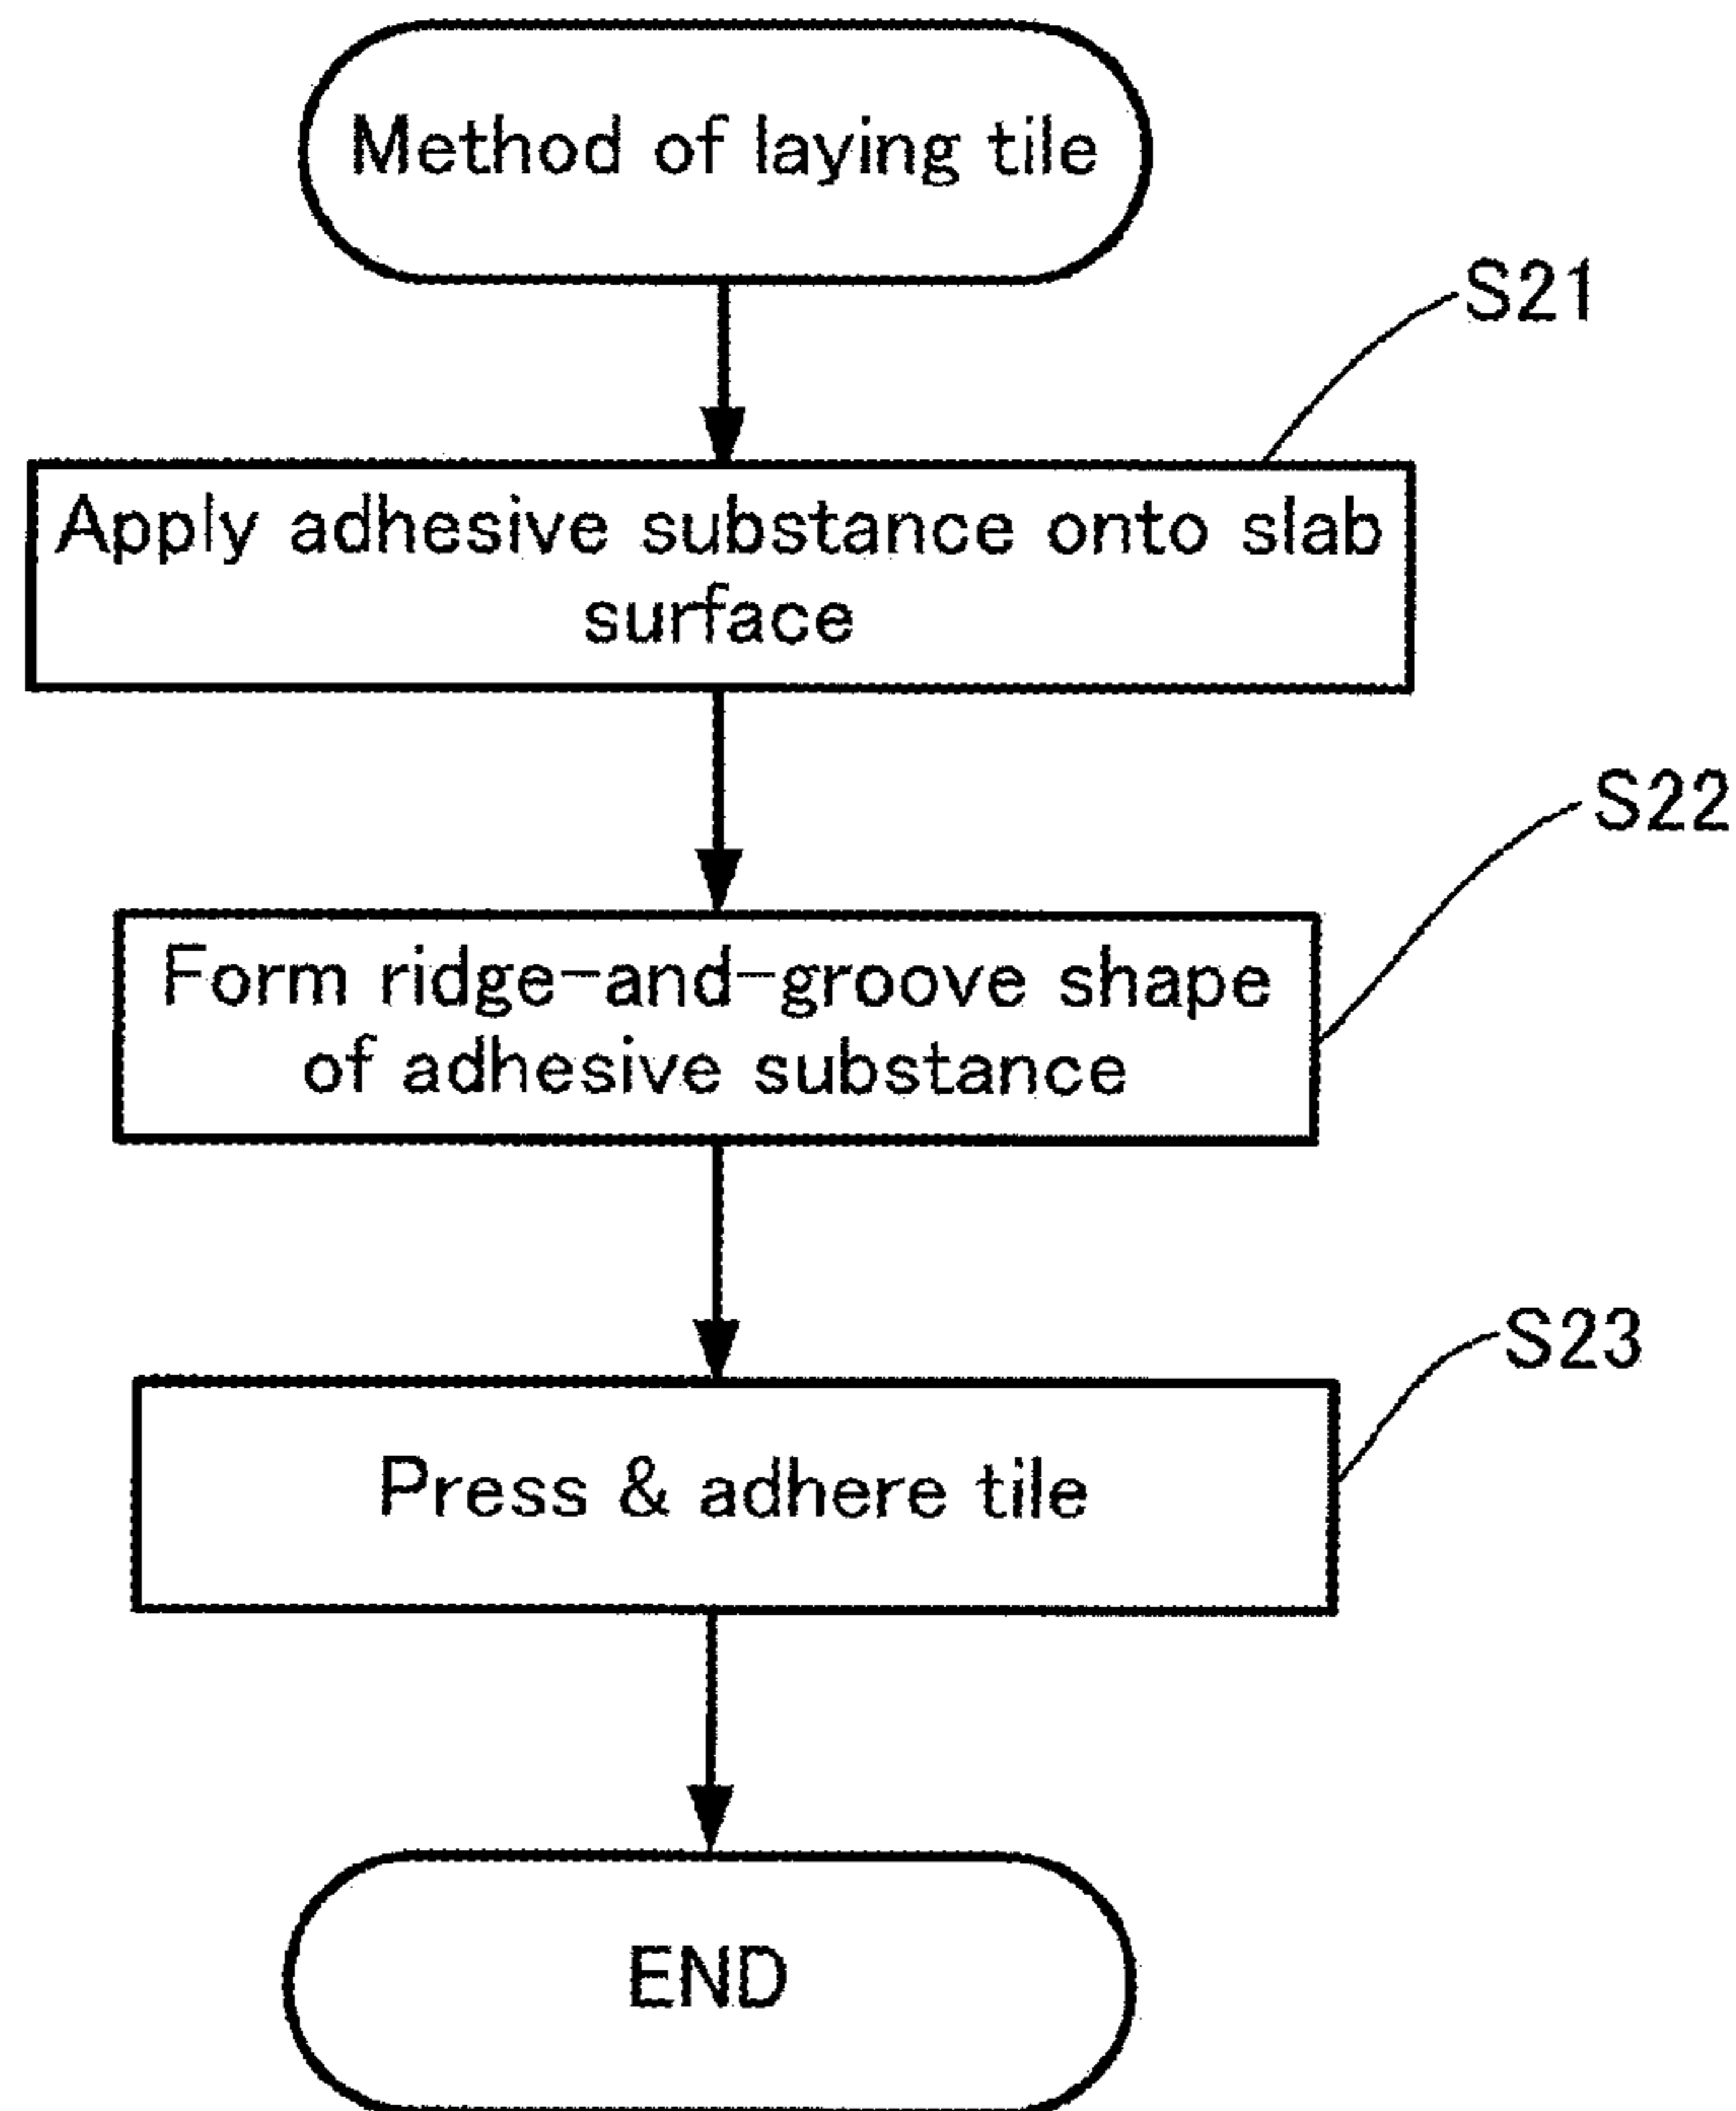 Method of laying tile
S21
Apply adhesive substance onto slab
surface
S22
Form ridge-and-groove shape
of adhesive substance
S23
Press & adhere tile
END